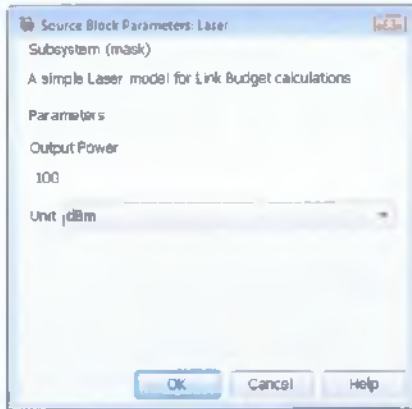 Source Block Parameters: Laser
Subsystem (mask)
A simple Laser model for Link Budget calculations
Parameters
Output Power
100
Unit dBm
OK Cancel Help